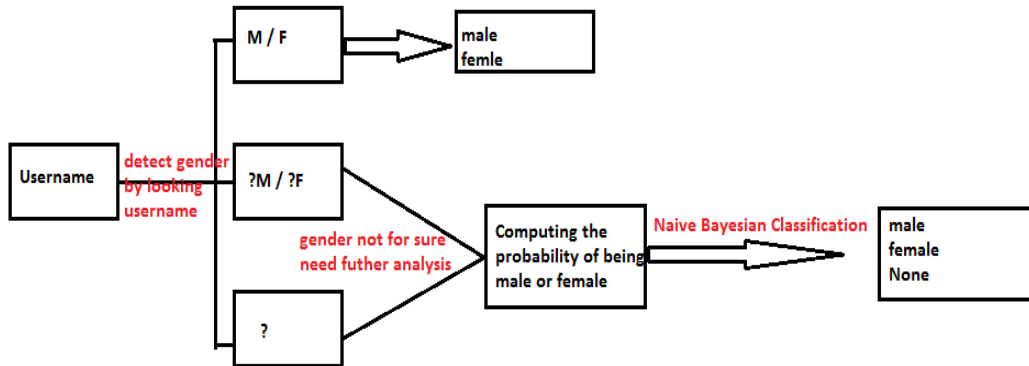 M / F
male
femle
Username
detect gender
by looking
username
?M / ?F
gender not for sure
need futher analysis
?
Computing the
probability of being
male or female
Naive Bayesian Classification
male
female
None